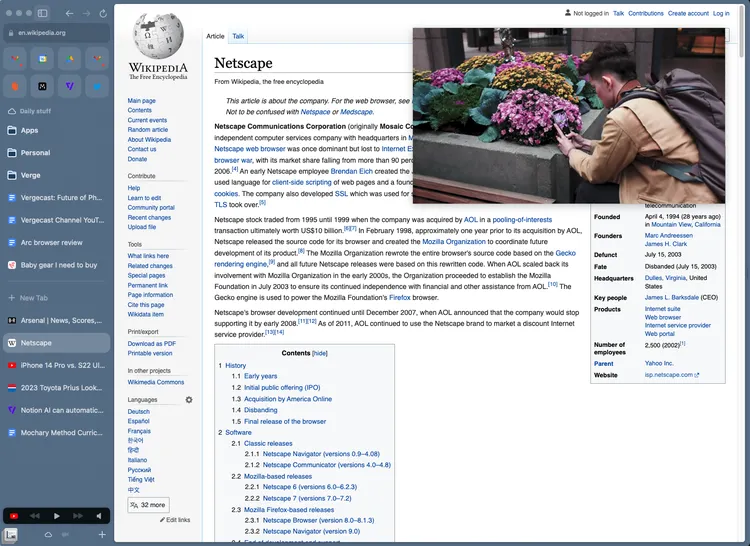 en.wikipedia.org
Daily stuff
Apps
Personal
Verge
Vergecast: Future of Ph...
Vergecast Channel YouT...
Arc browser review
Baby gear I need to buy
New Tab
Arsenal | News, Scores,...
Netscape
iPhone 14 Pro vs. S22 Ul...
2023 Toyota Prius Look...
Notion AI can automatic...
Mochary Method Curric...
WIKIPEDIA
The Free Encyclopedia
Main page
Contents
Current events
Random article
About Wikipedia
Contact us
Donate
Contribute
Help
Learn to edit
Community portal
Recent changes
Upload file
Tools
What links here
Related changes
Special pages
Permanent link
Page information
Cite this page
Wikidata item
Print/export
Download as PDF
Printable version
In other projects
Wikimedia Commons
Languages
Deutsch
Español
Français
한국어
हिन्दी
Italiano
Русский
Tiếng Việt
中文
32 more
Edit links
Not logged in Talk Contributions Create account Log in
Article Talk
Netscape
From Wikipedia, the free encyclopedia
This article is about the company. For the web browser, see
Not to be confused with Netspace or Medscape.
Netscape Communications Corporation (originally Mosaic Co
independent computer services company with headquarters in M
Netscape web browser was once dominant but lost to Internet E
browser war, with its market share falling from more than 90 perc
2006.[4] An early Netscape employee Brendan Eich created the J
used language for client-side scripting of web pages and a found
cookies. The company also developed SSL which was used for s
TLS took over.[5]
Netscape stock traded from 1995 until 1999 when the company was acquired by AOL in a pooling-of-interests
transaction ultimately worth US$10 billion.[6][7] In February 1998, approximately one year prior to its acquisition by AOL,
Netscape released the source code for its browser and created the Mozilla Organization to coordinate future
development of its product.[8] The Mozilla Organization rewrote the entire browser's source code based on the Gecko
rendering engine,[9] and all future Netscape releases were based on this rewritten code. When AOL scaled back its
involvement with Mozilla Organization in the early 2000s, the Organization proceeded to establish the Mozilla
Foundation in July 2003 to ensure its continued independence with financial and other assistance from AOL.[10] The
Gecko engine is used to power the Mozilla Foundation's Firefox browser.
Netscape's browser development continued until December 2007, when AOL announced that the company would stop
supporting it by early 2008.[11][12] As of 2011, AOL continued to use the Netscape brand to market a discount Internet
service provider.[13][14]
Contents [hide]
1 History
1.1 Early years
1.2 Initial public offering (IPO)
1.3 Acquisition by America Online
1.4 Disbanding
1.5 Final release of the browser
2 Software
2.1 Classic releases
2.1.1 Netscape Navigator (versions 0.9–4.08)
2.1.2 Netscape Communicator (versions 4.0–4.8)
2.2 Mozilla-based releases
2.2.1 Netscape 6 (versions 6.0–6.2.3)
2.2.2 Netscape 7 (versions 7.0–7.2)
2.3 Mozilla Firefox-based releases
2.3.1 Netscape Browser (version 8.0–8.1.3)
2.3.2 Netscape Navigator (version 9.0)
telecommunication
Founded April 4, 1994 (28 years ago)
in Mountain View, California
Founders Marc Andreessen
James H. Clark
Defunct July 15, 2003
Fate Disbanded (July 15, 2003)
Headquarters Dulles, Virginia, United
States
Key people James L. Barksdale (CEO)
Products Internet suite
Web browser
Internet service provider
Web portal
Number of employees 2,500 (2002)[1]
Parent Yahoo Inc.
Website isp.netscape.com